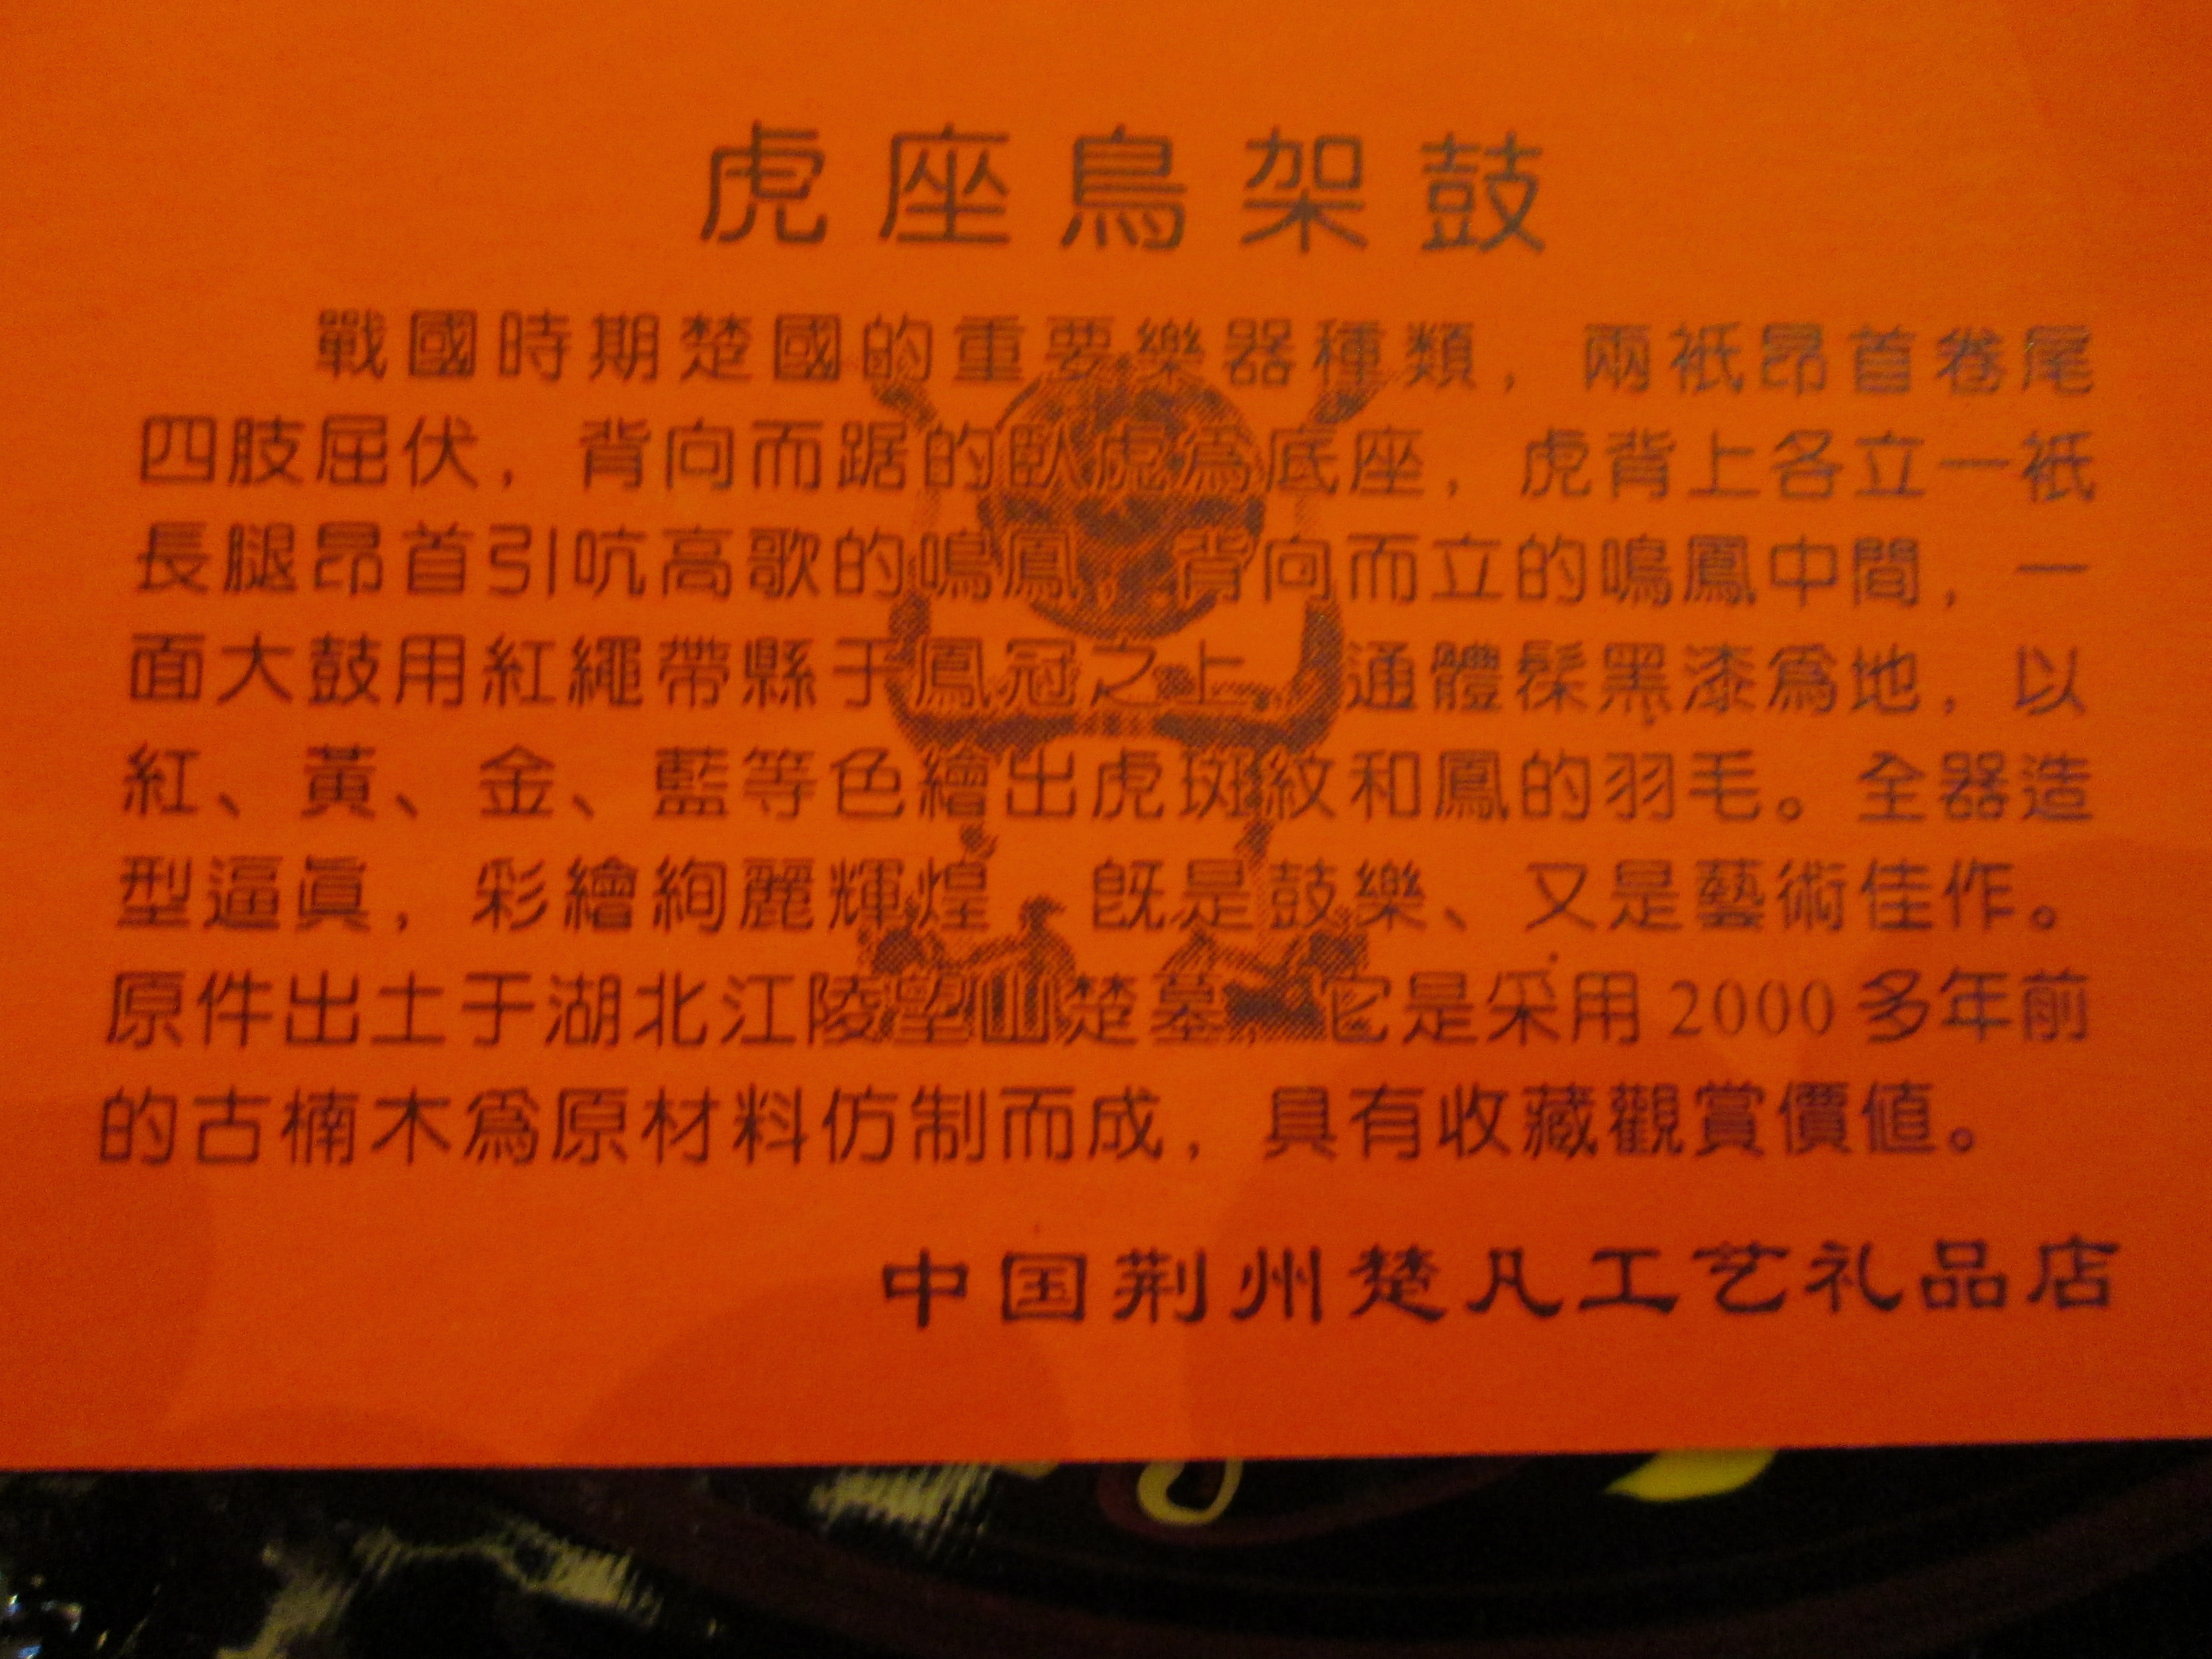 虎座鳥架鼓
戰國時期楚國的重要樂器種類，兩衹昂首卷尾
四肢屈伏，背向而踞的臥虎爲底座，虎背上各立一衹
長腿昂首引吭高歌的鳴鳳，背向而立的鳴鳳中間，一
面大鼓用紅繩帶縣于鳳冠之上。通體髹黑漆爲地，以
紅、黃、金、藍等色繪出虎斑紋和鳳的羽毛。全器造
型逼眞，彩繪絢麗輝煌 旣是鼓樂、又是藝術佳作。
原件出土于湖北江陵望山楚墓，它是采用2000多年前
的古楠木爲原材料仿制而成，具有收藏觀賞價值。
中国荆州楚凡工艺礼品店